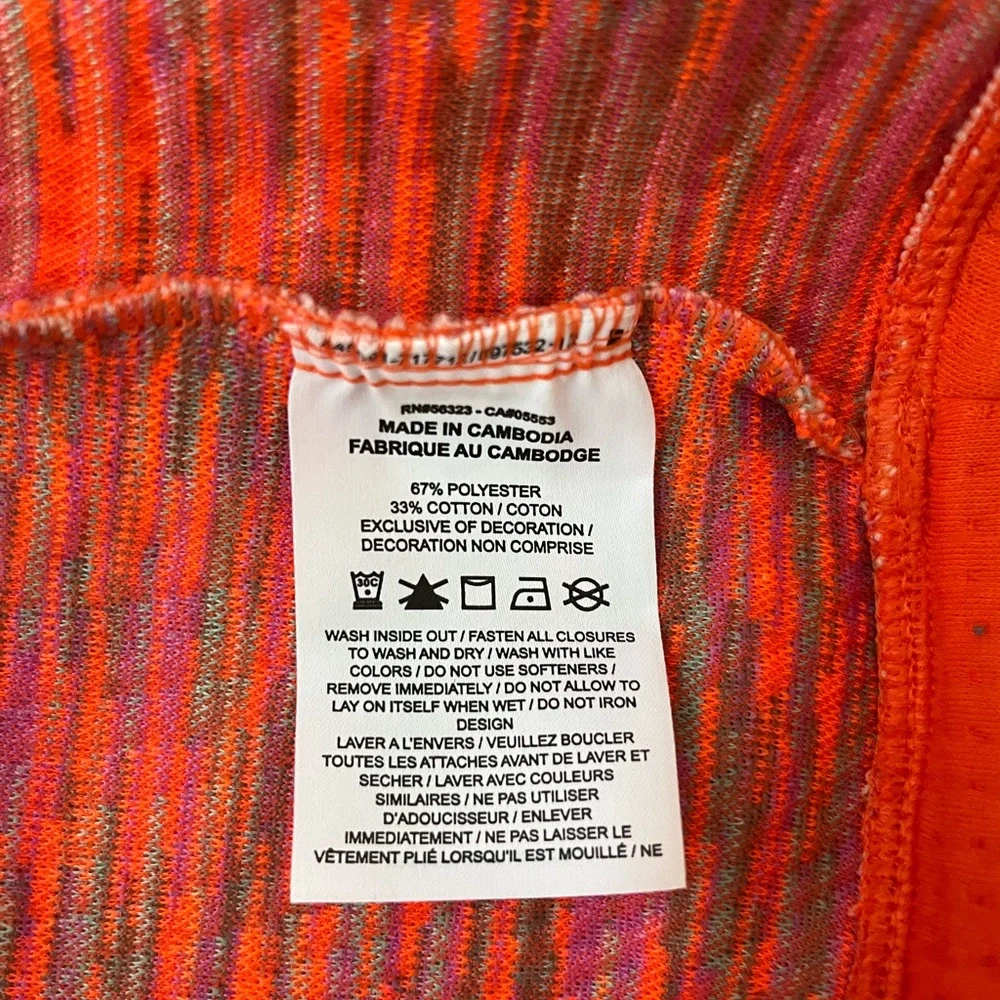 RN#56323 - CA#05553
MADE IN CAMBODIA
FABRIQUE AU CAMBODGE
67% POLYESTER
33% COTTON / COTON
EXCLUSIVE OF DECORATION /
DECORATION NON COMPRISE
30C
WASH INSIDE OUT / FASTEN ALL CLOSURES
TO WASH AND DRY / WASH WITH LIKE
COLORS / DO NOT USE SOFTENERS /
REMOVE IMMEDIATELY / DO NOT ALLOW TO
LAY ON ITSELF WHEN WET / DO NOT IRON
DESIGN
LAVER A L'ENVERS / VEUILLEZ BOUCLER
TOUTES LES ATTACHES AVANT DE LAVER ET
SECHER / LAVER AVEC COULEURS
SIMILAIRES / NE PAS UTILISER
D'ADOUCISSEUR / ENLEVER
IMMEDIATEMENT / NE PAS LAISSER LE
VÊTEMENT PLIÉ LORSQU'IL EST MOUILLÉ / NE